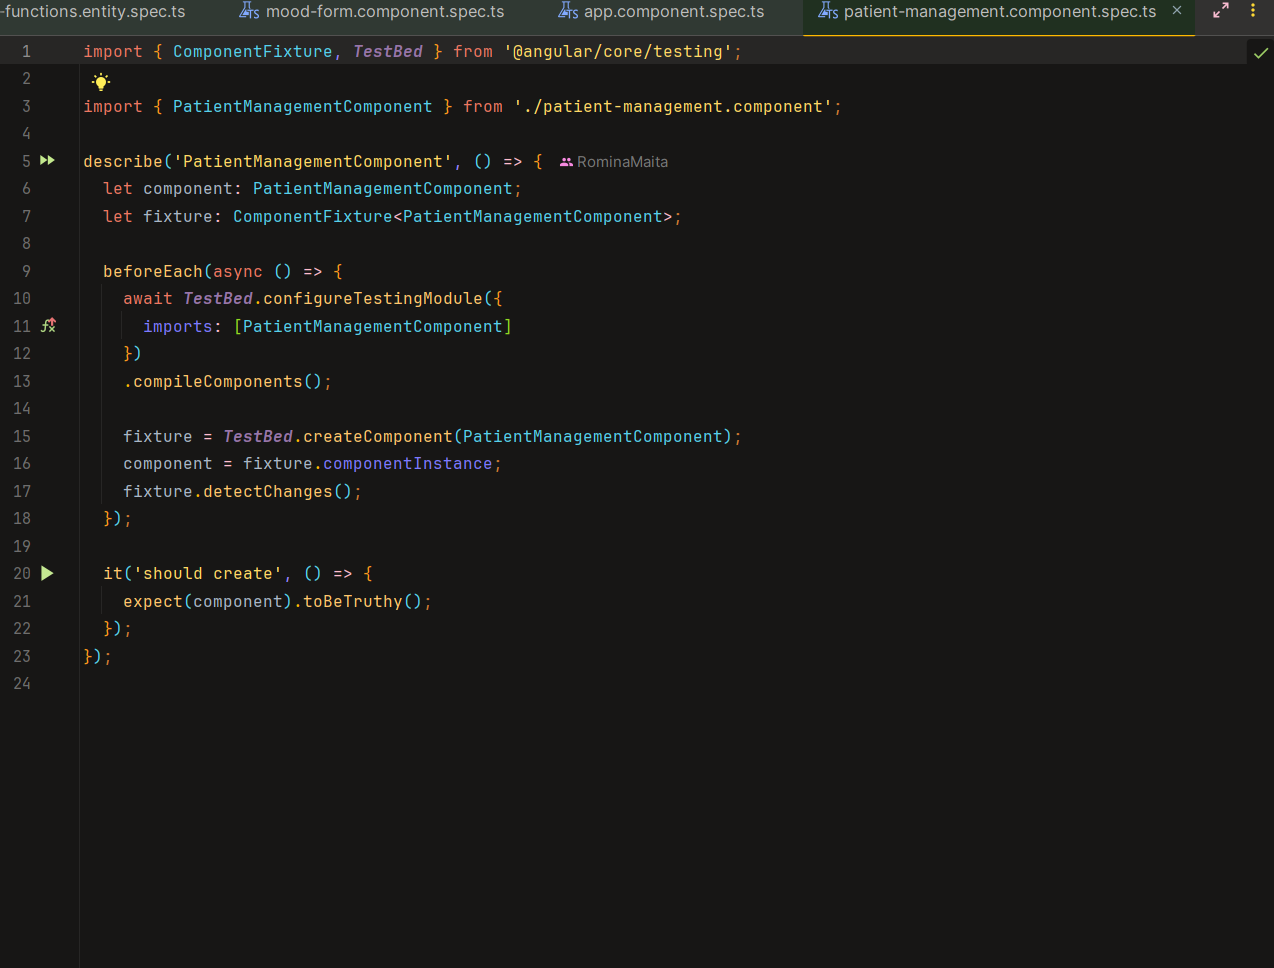 -functions.entity.spec.ts mood-form.component.spec.ts app.component.spec.ts patient-management.component.spec.ts
1 import { ComponentFixture, TestBed } from '@angular/core/testing';
2
3 import { PatientManagementComponent } from './patient-management.component';
4
5 describe('PatientManagementComponent', () => { RominaMaita
6 let component: PatientManagementComponent;
7 let fixture: ComponentFixture<PatientManagementComponent>;
8
9 beforeEach(async () => {
10 await TestBed.configureTestingModule({
11 imports: [PatientManagementComponent]
12 })
13 .compileComponents();
14
15 fixture = TestBed.createComponent(PatientManagementComponent);
16 component = fixture.componentInstance;
17 fixture.detectChanges();
18 });
19
20 it('should create', () => {
21 expect(component).toBeTruthy();
22 });
23 });
24